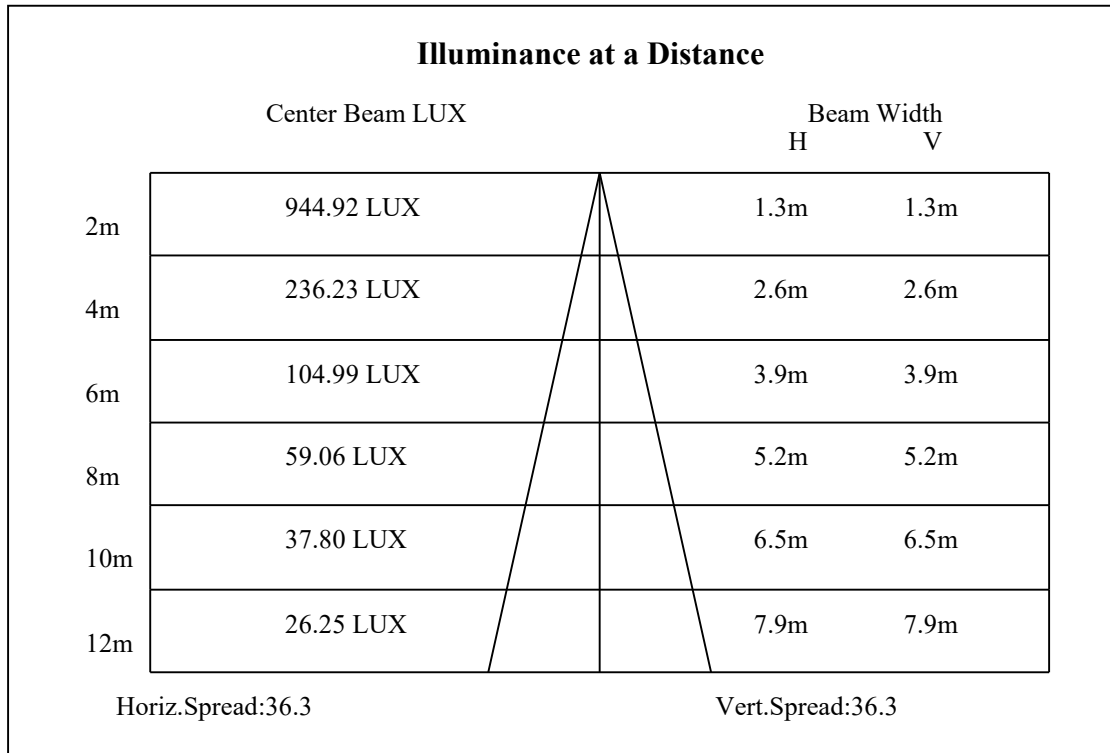 Illuminance at a Distance
Center Beam LUX Beam Width
H V
2m 944.92 LUX 1.3m 1.3m
4m 236.23 LUX 2.6m 2.6m
6m 104.99 LUX 3.9m 3.9m
8m 59.06 LUX 5.2m 5.2m
10m 37.80 LUX 6.5m 6.5m
12m 26.25 LUX 7.9m 7.9m
Horiz.Spread:36.3 Vert.Spread:36.3